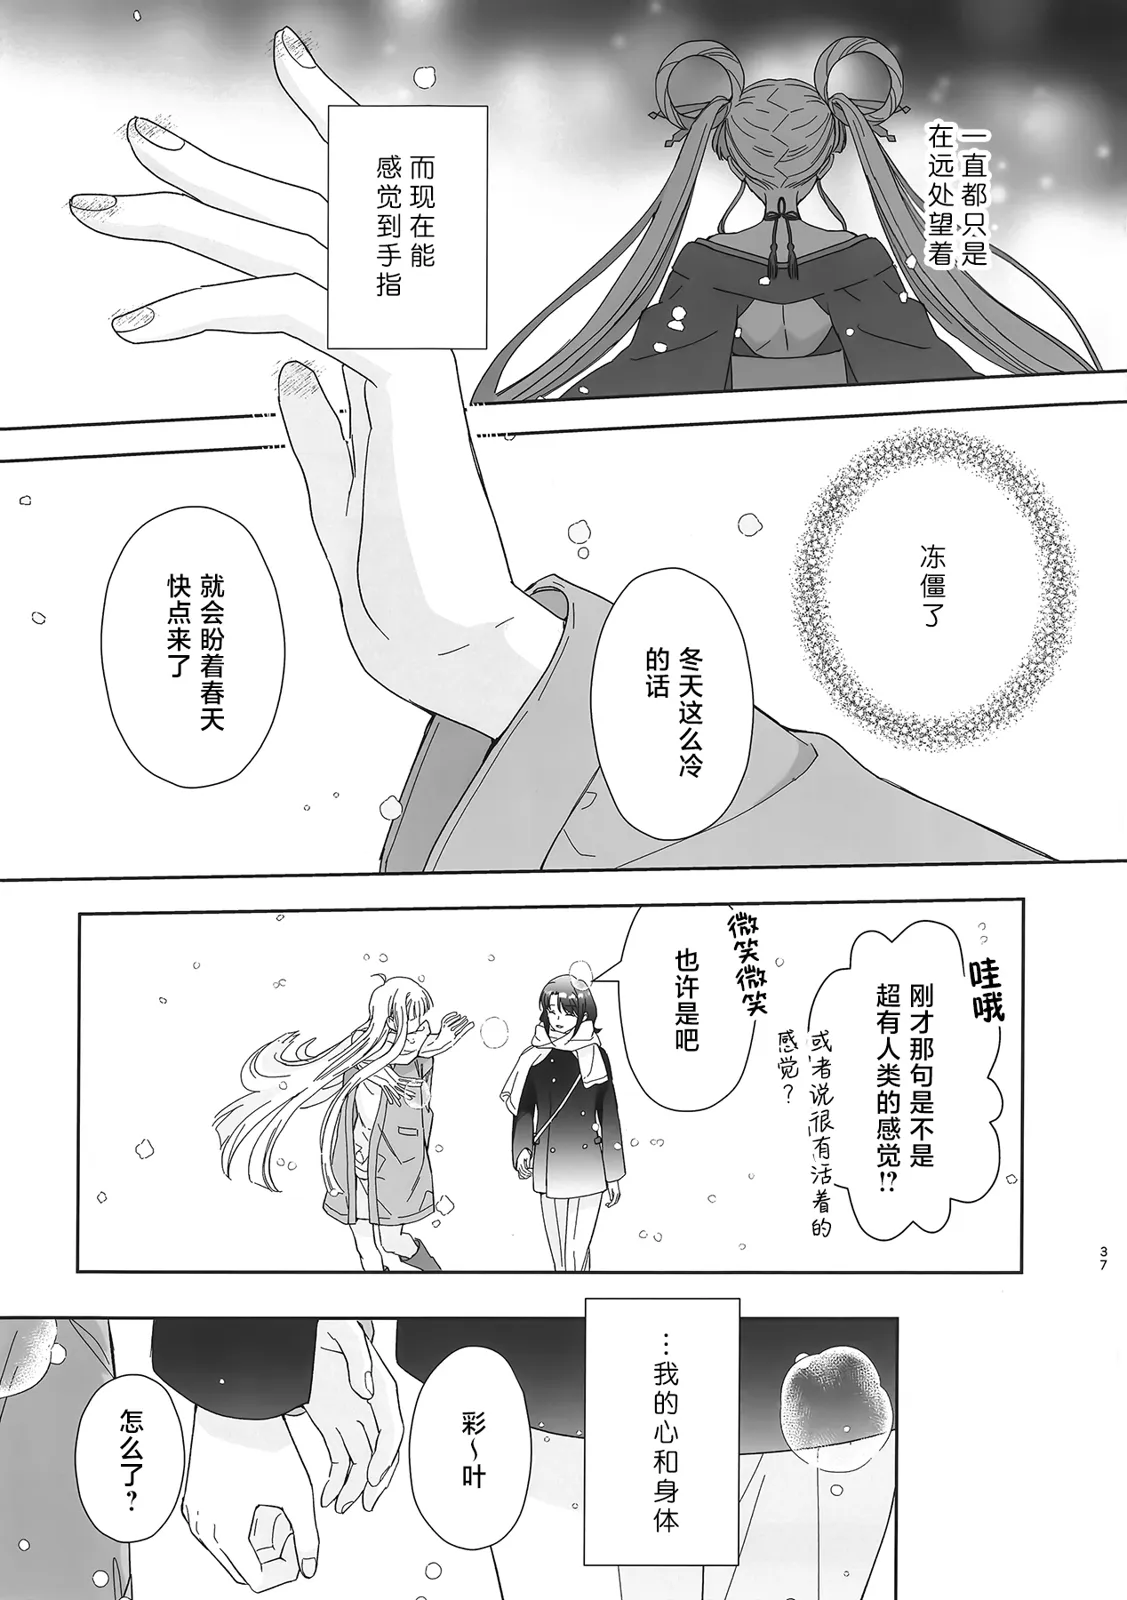 一直都只是
在远处望着
而现在能
感觉到手指
冻僵了
冬天这么冷
的话
就会盼着春天
快点来了
哇哦
刚才那句是不是
超有人类的感觉!?
或者说很有活着的
感觉？
微笑微笑
也许是吧
…我的心和身体
彩～叶
怎么了？
37